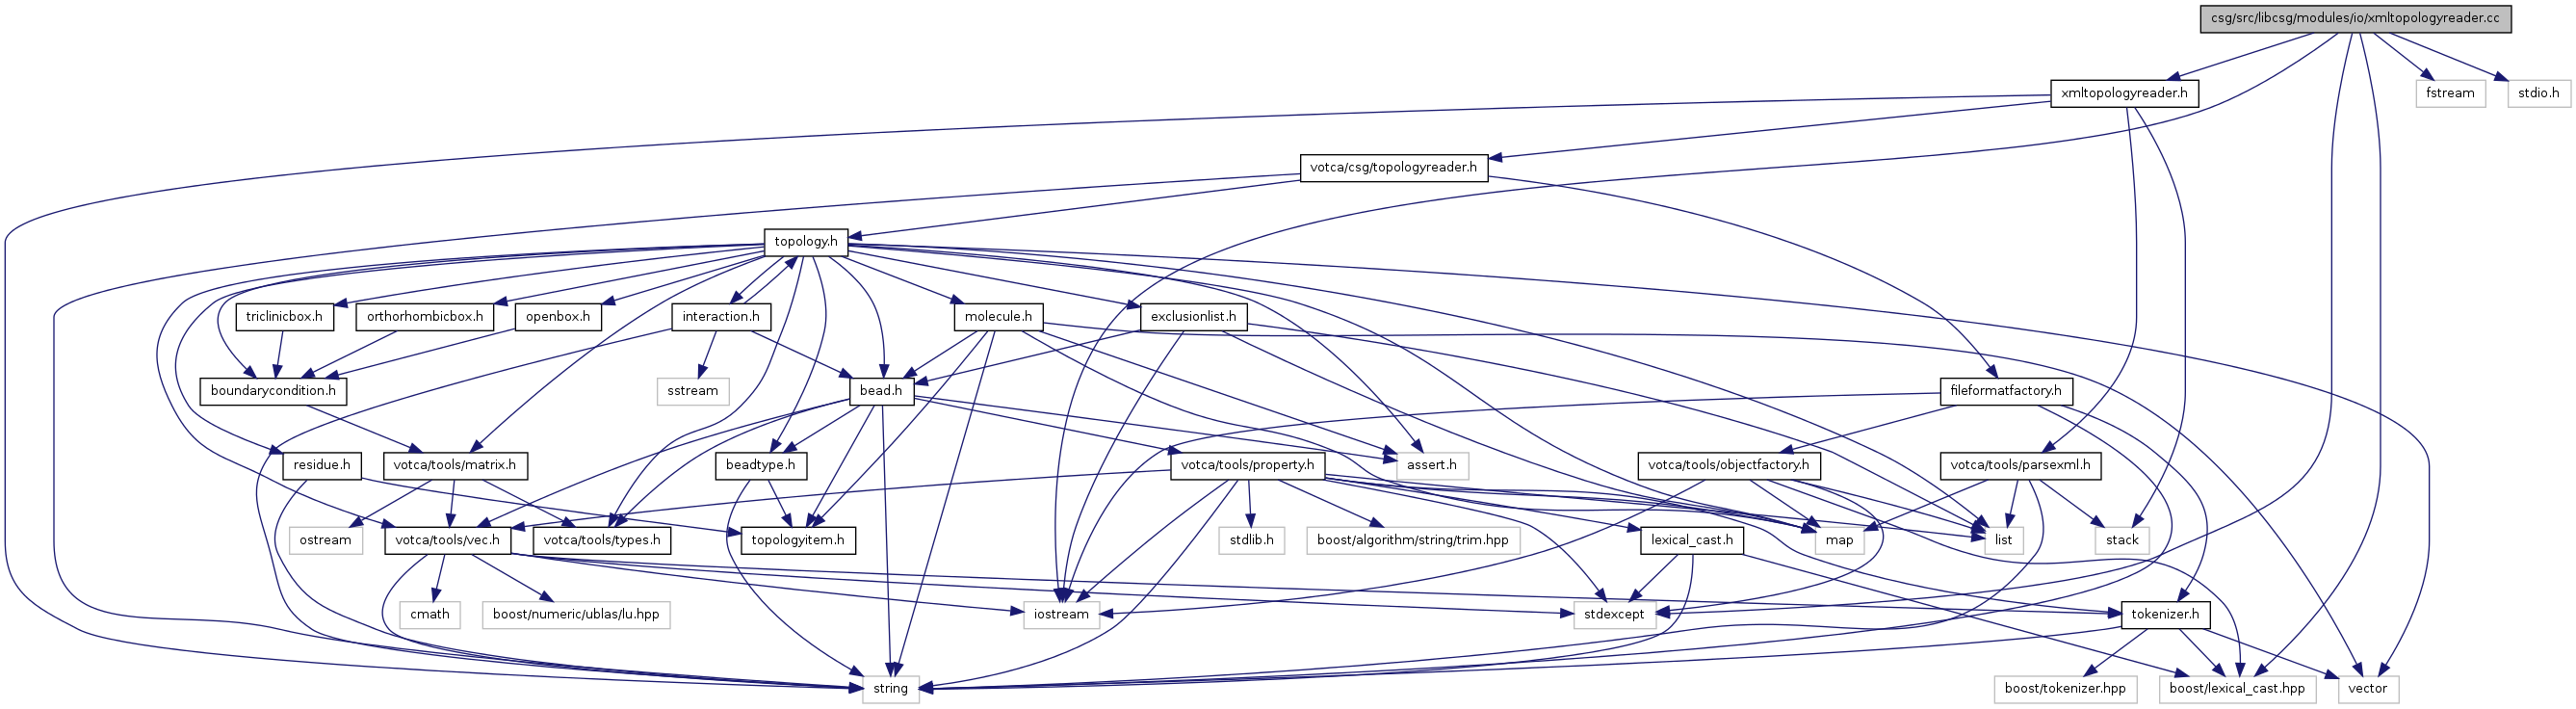 csg/src/libcsg/modules/io/xmltopologyreader.cc
xmltopologyreader.h
fstream
stdio.h
votca/csg/topologyreader.h
topology.h
triclinicbox.h
orthorhombicbox.h
openbox.h
interaction.h
molecule.h
exclusionlist.h
boundarycondition.h
sstream
bead.h
fileformatfactory.h
residue.h
votca/tools/matrix.h
beadtype.h
votca/tools/property.h
assert.h
votca/tools/objectfactory.h
votca/tools/parsexml.h
ostream
votca/tools/vec.h
votca/tools/types.h
topologyitem.h
stdlib.h
boost/algorithm/string/trim.hpp
lexical_cast.h
map
list
stack
cmath
boost/numeric/ublas/lu.hpp
iostream
stdexcept
tokenizer.h
string
boost/tokenizer.hpp
boost/lexical_cast.hpp
vector